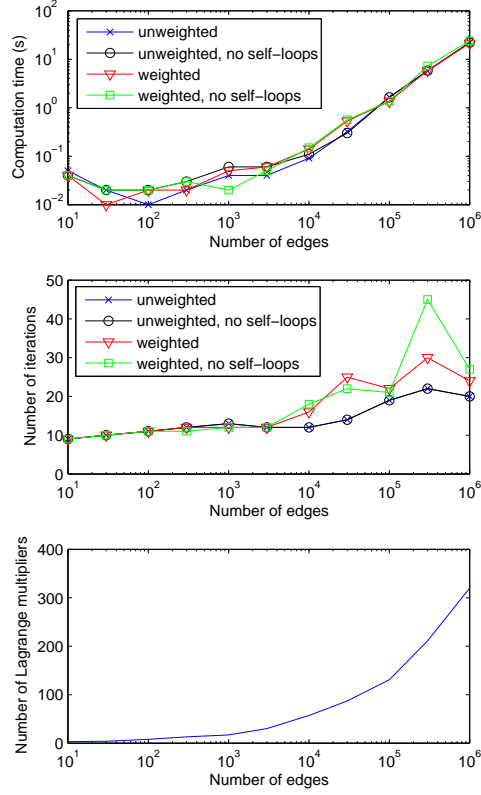 10^2
10^1
10^0
10^-1
10^-2
Computation time (s)
unweighted
unweighted, no self-loops
weighted
weighted, no self-loops
10^1 10^2 10^3 10^4 10^5 10^6
Number of edges
50
40
30
20
10
0
Number of iterations
unweighted
unweighted, no self-loops
weighted
weighted, no self-loops
10^1 10^2 10^3 10^4 10^5 10^6
Number of edges
400
300
200
100
0
Number of Lagrange multipliers
10^1 10^2 10^3 10^4 10^5 10^6
Number of edges